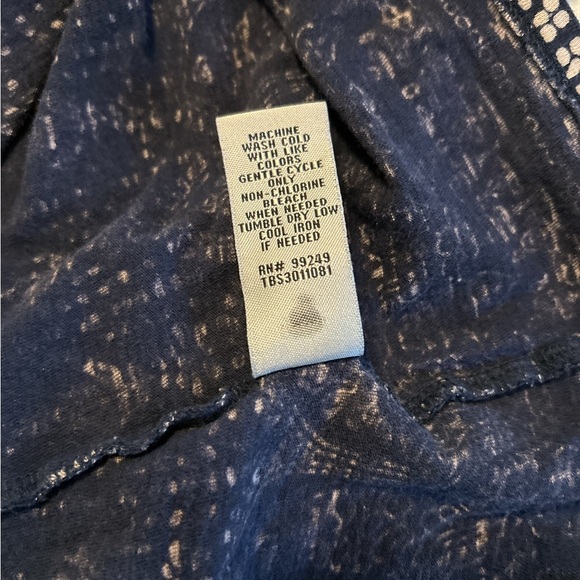 MACHINE
WASH COLD
WITH LIKE
COLORS
GENTLE CYCLE
ONLY
NON-CHLORINE
BLEACH
WHEN NEEDED
TUMBLE DRY LOW
COOL IRON
IF NEEDED
RN# 99249
TBS3011081